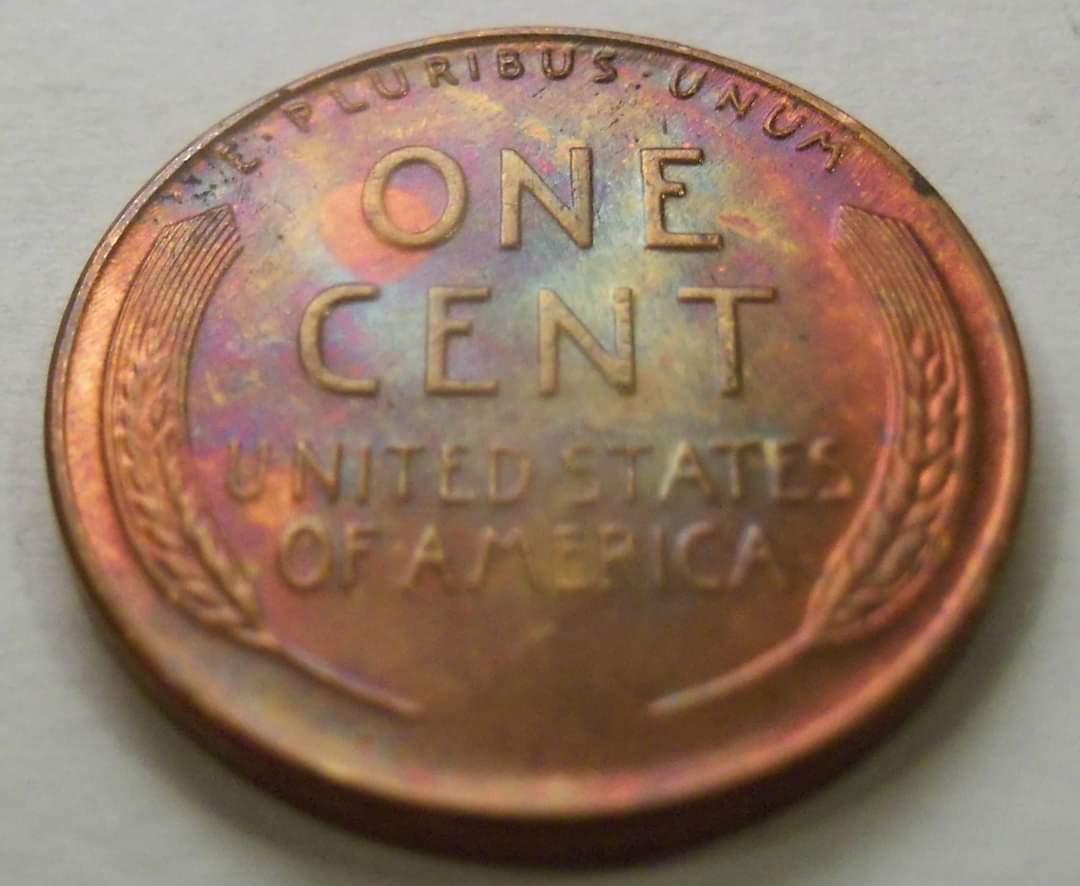 E·PLURIBUS·UNUM
ONE
CENT
UNITED STATES
OF AMERICA